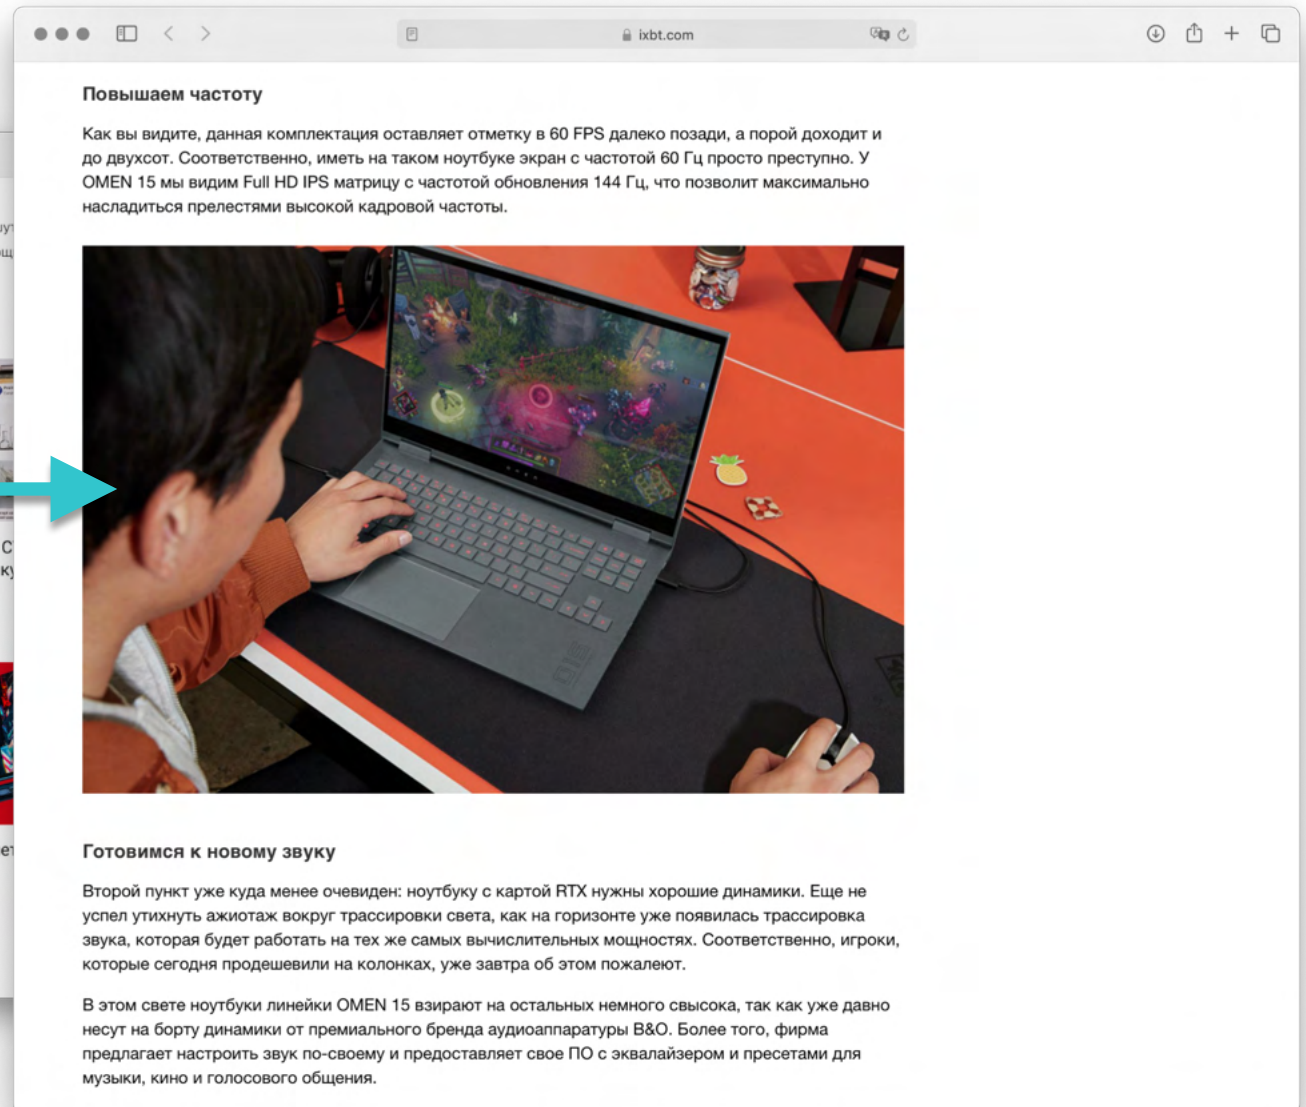 ixbt.com
Повышаем частоту
Как вы видите, данная комплектация оставляет отметку в 60 FPS далеко позади, а порой доходит и
до двухсот. Соответственно, иметь на таком ноутбуке экран с частотой 60 Гц просто преступно. У
OMEN 15 мы видим Full HD IPS матрицу с частотой обновления 144 Гц, что позволит максимально
насладиться прелестями высокой кадровой частоты.
Готовимся к новому звуку
Второй пункт уже куда менее очевиден: ноутбуку с картой RTX нужны хорошие динамики. Еще не
успел утихнуть ажиотаж вокруг трассировки света, как на горизонте уже появилась трассировка
звука, которая будет работать на тех же самых вычислительных мощностях. Соответственно, игроки,
которые сегодня продешевили на колонках, уже завтра об этом пожалеют.
В этом свете ноутбуки линейки OMEN 15 взирают на остальных немного свысока, так как уже давно
несут на борту динамики от премиального бренда аудиоаппаратуры B&O. Более того, фирма
предлагает настроить звук по-своему и предоставляет свое ПО с эквалайзером и пресетами для
музыки, кино и голосового общения.